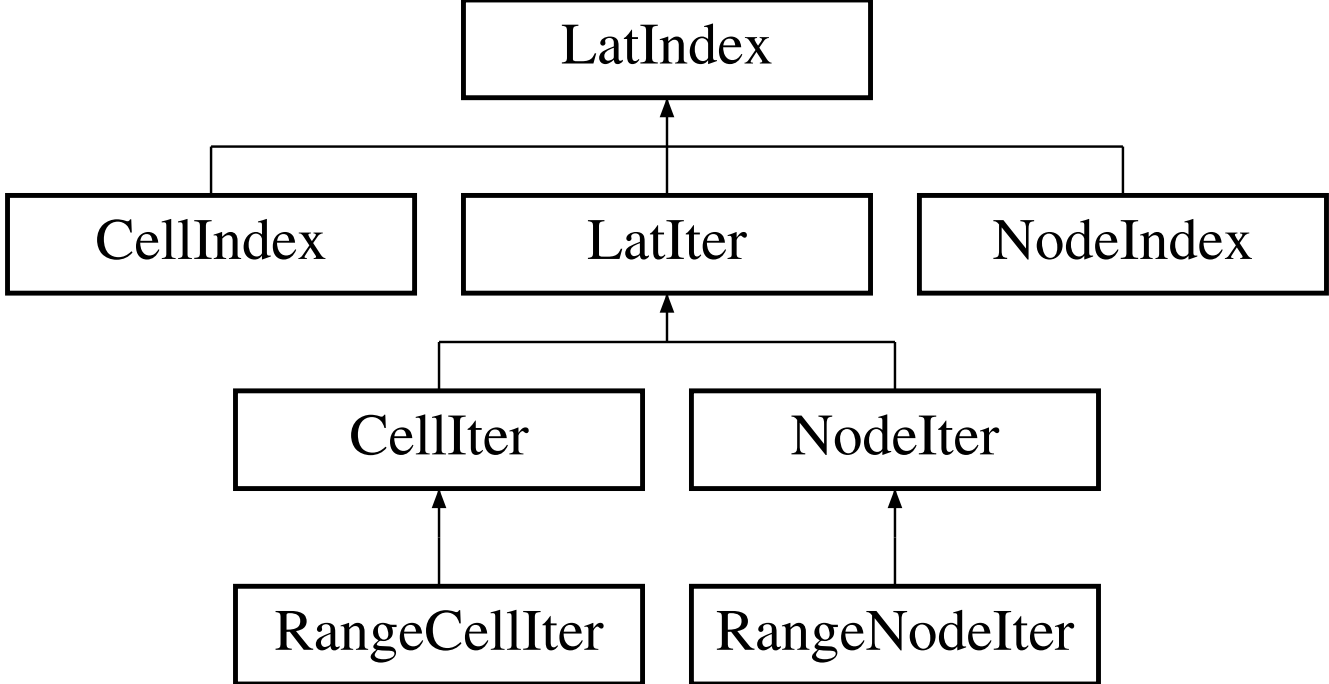 LatIndex
CellIndex
LatIter
NodeIndex
CellIter
NodeIter
RangeCellIter
RangeNodeIter